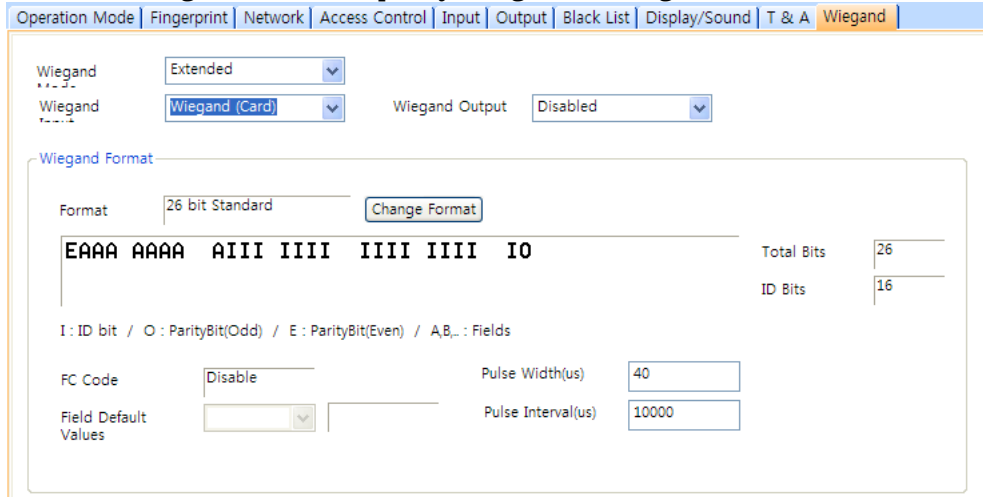 Operation Mode Fingerprint Network Access Control Input Output Black List Display/Sound T & A Wiegand
Wiegand Extended
Wiegand Wiegand (Card) Wiegand Output Disabled
Wiegand Format
Format 26 bit Standard Change Format
EAAA AAAA AIII IIII IIII IIII IO
Total Bits 26
ID Bits 16
I : ID bit / O : ParityBit(Odd) / E : ParityBit(Even) / A,B,.. : Fields
FC Code Disable Pulse Width(us) 40
Field Default Values Pulse Interval(us) 10000